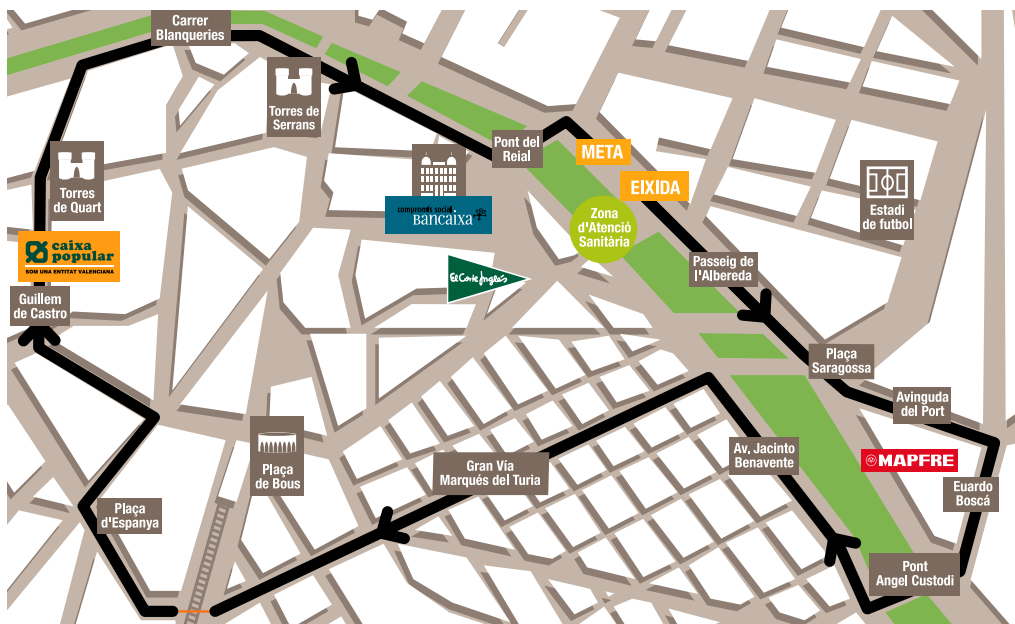 Carrer
Blanqueries
Torres de
Serrans
Pont del
Reial
META
EIXIDA
Torres
de Quart
compromís social
Bancaixa
Estadi
de futbol
Zona
d'Atenció
Sanitària
caixa
popular
SOM UNA ENTITAT VALENCIANA
El Corte Inglés
Passeig de
l'Albereda
Guillem
de Castro
Plaça
Saragossa
Avinguda
del Port
Plaça
de Bous
Gran Via
Marqués del Turia
Av. Jacinto
Benavente
MAPFRE
Euardo
Boscá
Plaça
d'Espanya
Pont
Angel Custodi